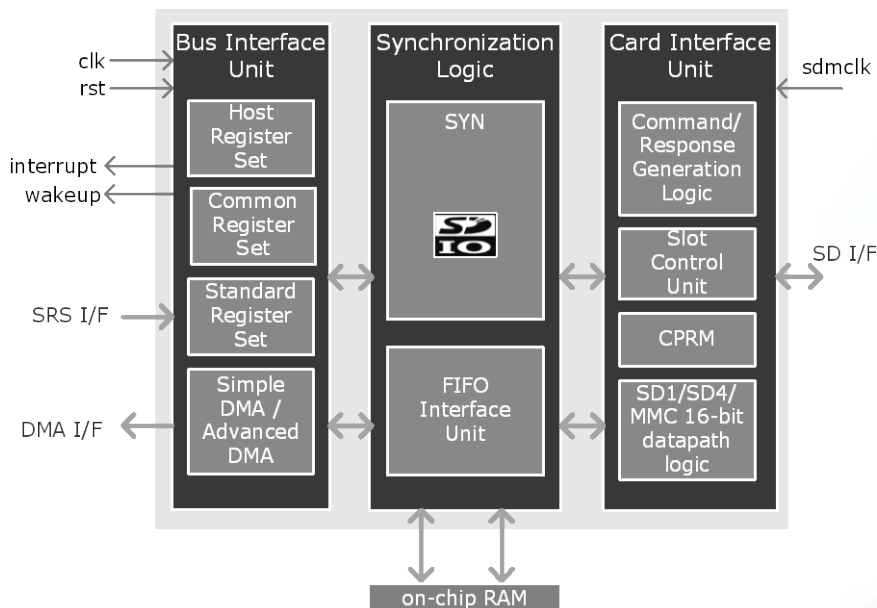 clk
rst
interrupt
wakeup
SRS I/F
DMA I/F
Bus Interface
Unit
Host
Register
Set
Common
Register
Set
Standard
Register
Set
Simple
DMA /
Advanced
DMA
Synchronization
Logic
SYN
SD
IO
FIFO
Interface
Unit
Card Interface
Unit
Command/
Response
Generation
Logic
Slot
Control
Unit
CPRM
SD1/SD4/
MMC 16-bit
datapath
logic
sdmclk
SD I/F
on-chip RAM